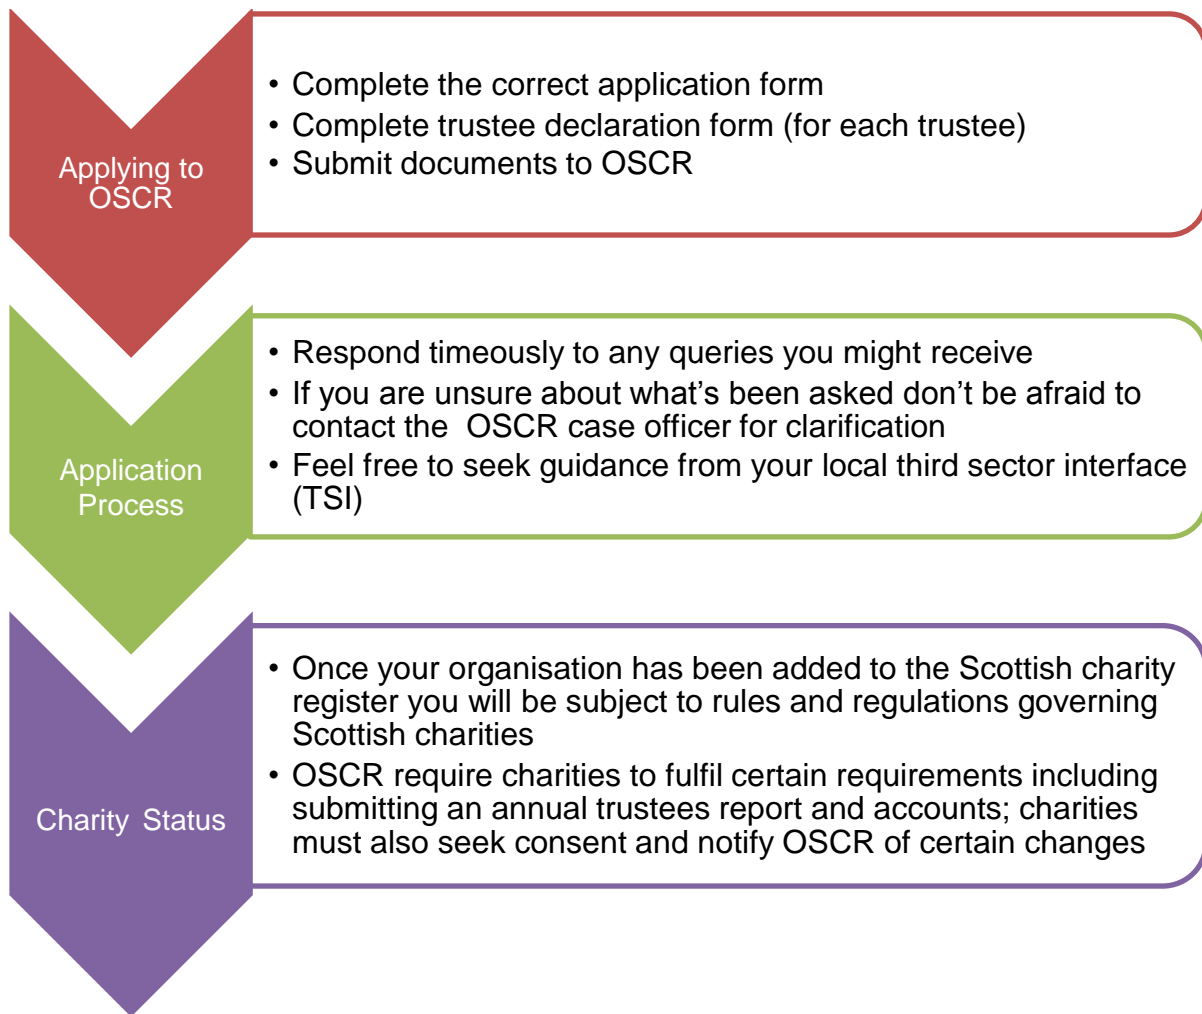 Applying to
OSCR
• Complete the correct application form
• Complete trustee declaration form (for each trustee)
• Submit documents to OSCR
Application
Process
• Respond timeously to any queries you might receive
• If you are unsure about what’s been asked don’t be afraid to
contact the  OSCR case officer for clarification
• Feel free to seek guidance from your local third sector interface
(TSI)
Charity  Status
• Once your organisation has been added to the Scottish charity
register you will be subject to rules and regulations governing
Scottish charities
• OSCR require charities to fulfil certain requirements including
submitting an annual trustees report and accounts; charities
must also seek consent and notify OSCR of certain changes